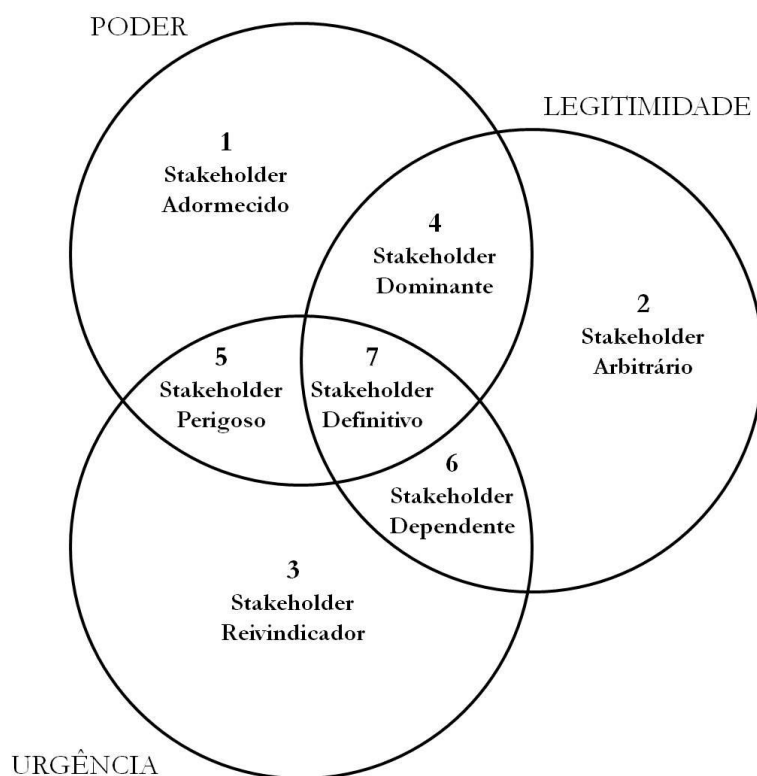 PODER
LEGITIMIDADE
1
Stakeholder
Adormecido
4
Stakeholder
Dominante
2
Stakeholder
Arbitrário
5
Stakeholder
Perigoso
7
Stakeholder
Definitivo
6
Stakeholder
Dependente
3
Stakeholder
Reivindicador
URGÊNCIA